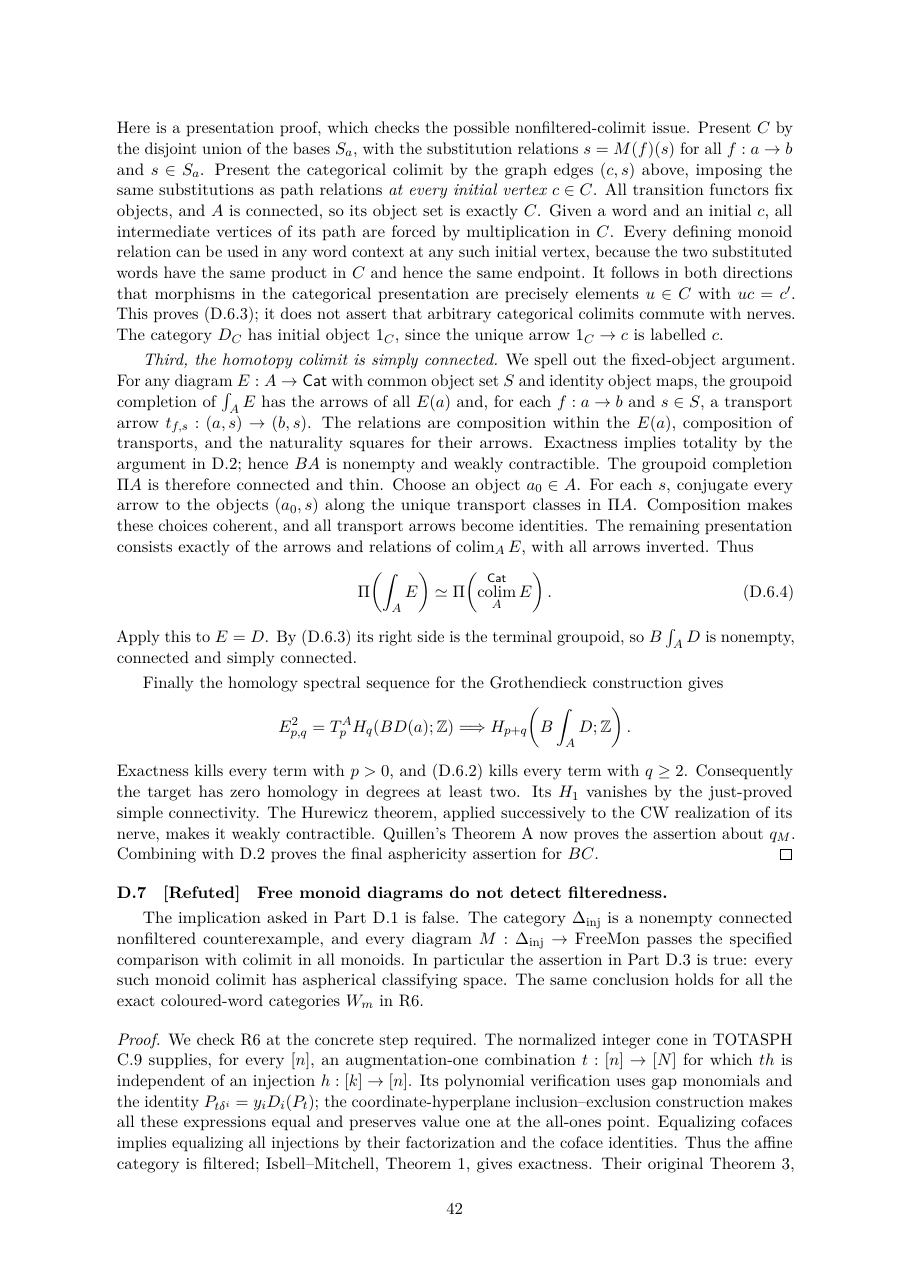 Here is a presentation proof, which checks the possible nonfiltered-colimit issue. Present C by
the disjoint union of the bases Sₐ, with the substitution relations s = M(f)(s) for all f : a → b
and s ∈ Sₐ. Present the categorical colimit by the graph edges (c, s) above, imposing the
same substitutions as path relations at every initial vertex c ∈ C. All transition functors fix
objects, and A is connected, so its object set is exactly C. Given a word and an initial c, all
intermediate vertices of its path are forced by multiplication in C. Every defining monoid
relation can be used in any word context at any such initial vertex, because the two substituted
words have the same product in C and hence the same endpoint. It follows in both directions
that morphisms in the categorical presentation are precisely elements u ∈ C with uc = c′.
This proves (D.6.3); it does not assert that arbitrary categorical colimits commute with nerves.
The category D_C has initial object 1_C, since the unique arrow 1_C → c is labelled c.
Third, the homotopy colimit is simply connected. We spell out the fixed-object argument.
For any diagram E : A → Cat with common object set S and identity object maps, the groupoid
completion of ∫_A E has the arrows of all E(a) and, for each f : a → b and s ∈ S, a transport
arrow t_{f,s} : (a, s) → (b, s). The relations are composition within the E(a), composition of
transports, and the naturality squares for their arrows. Exactness implies totality by the
argument in D.2; hence BA is nonempty and weakly contractible. The groupoid completion
ΠA is therefore connected and thin. Choose an object a₀ ∈ A. For each s, conjugate every
arrow to the objects (a₀, s) along the unique transport classes in ΠA. Composition makes
these choices coherent, and all transport arrows become identities. The remaining presentation
consists exactly of the arrows and relations of colim_A E, with all arrows inverted. Thus
Π(∫_A E) ≃ Π(colim_A^Cat E). (D.6.4)
Apply this to E = D. By (D.6.3) its right side is the terminal groupoid, so B ∫_A D is nonempty,
connected and simply connected.
Finally the homology spectral sequence for the Grothendieck construction gives
E²_{p,q} = T_p^A H_q(BD(a); ℤ) ⟹ H_{p+q}(B ∫_A D; ℤ).
Exactness kills every term with p > 0, and (D.6.2) kills every term with q ≥ 2. Consequently
the target has zero homology in degrees at least two. Its H₁ vanishes by the just-proved
simple connectivity. The Hurewicz theorem, applied successively to the CW realization of its
nerve, makes it weakly contractible. Quillen's Theorem A now proves the assertion about q_M.
Combining with D.2 proves the final asphericity assertion for BC. □
D.7 [Refuted] Free monoid diagrams do not detect filteredness.
The implication asked in Part D.1 is false. The category Δ_inj is a nonempty connected
nonfiltered counterexample, and every diagram M : Δ_inj → FreeMon passes the specified
comparison with colimit in all monoids. In particular the assertion in Part D.3 is true: every
such monoid colimit has aspherical classifying space. The same conclusion holds for all the
exact coloured-word categories W_m in R6.
Proof. We check R6 at the concrete step required. The normalized integer cone in TOTASPH
C.9 supplies, for every [n], an augmentation-one combination t : [n] → [N] for which th is
independent of an injection h : [k] → [n]. Its polynomial verification uses gap monomials and
the identity P_{tδ^i} = y_i D_i(P_t); the coordinate-hyperplane inclusion–exclusion construction makes
all these expressions equal and preserves value one at the all-ones point. Equalizing cofaces
implies equalizing all injections by their factorization and the coface identities. Thus the affine
category is filtered; Isbell–Mitchell, Theorem 1, gives exactness. Their original Theorem 3,
42